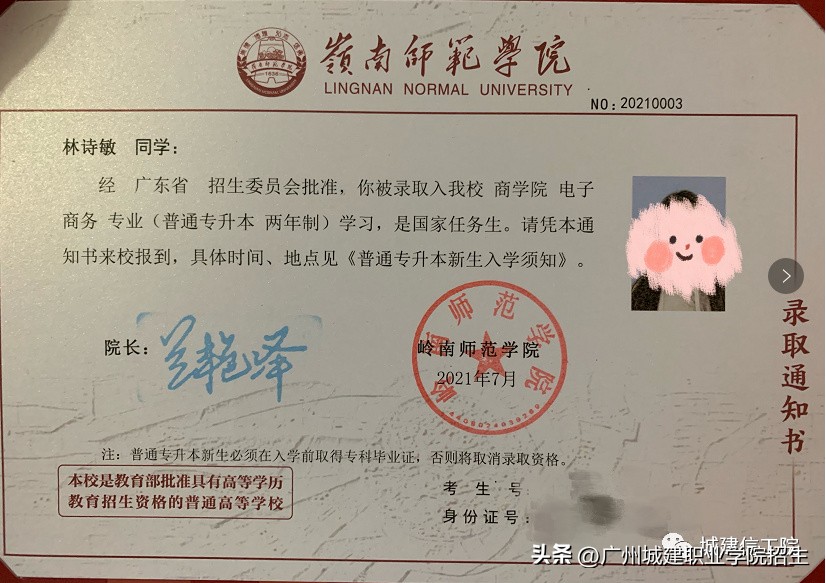 嶺南師範學院
LINGNAN NORMAL UNIVERSITY
NO: 20210003
林诗敏 同学：
经 广东省 招生委员会批准，你被录取入我校 商学院 电子
商务 专业（普通专升本 两年制）学习，是国家任务生。请凭本通
知书来校报到，具体时间、地点见《普通专升本新生入学须知》。
院长：
兰艳泽
岭南师范学院
岭南师范学院
2021年7月
录取通知书
注：普通专升本新生必须在入学前取得专科毕业证，否则将取消录取资格。
本校是教育部批准具有高等学历
教育招生资格的普通高等学校
考 生 号
身份证号：
城建信工院
头条 @广州城建职业学院招生